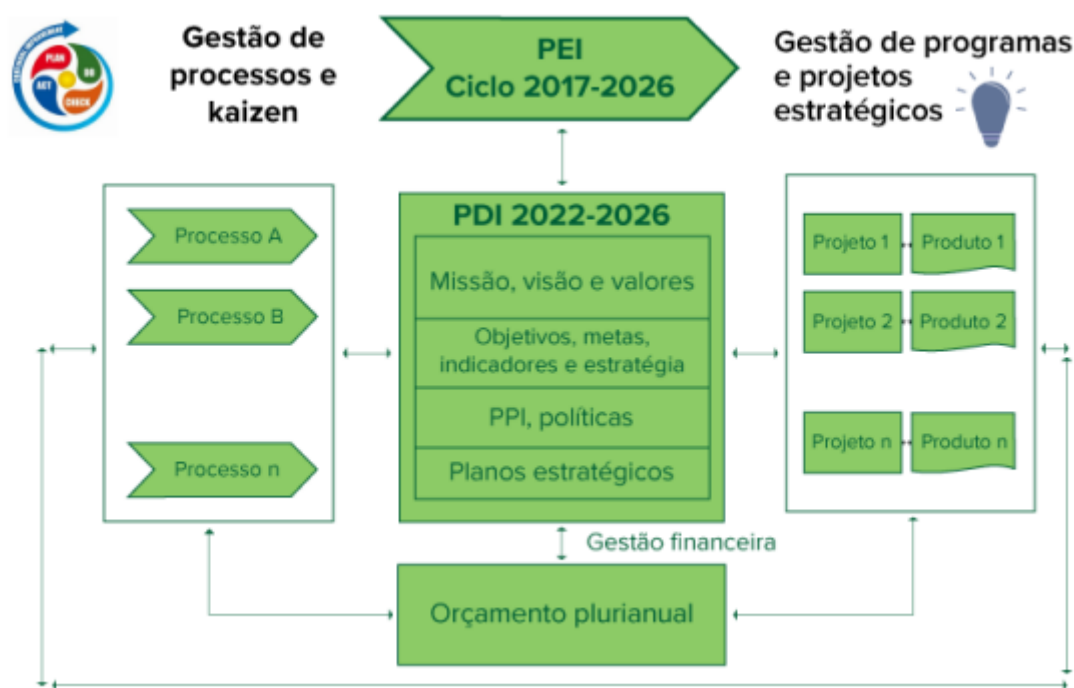 PLAN
DO
CHECK
ACT
Gestão de
processos e
kaizen
PEI
Ciclo 2017-2026
Gestão de programas
e projetos
estratégicos
Processo A
Processo B
Processo n
PDI 2022-2026
Missão, visão e valores
Objetivos, metas,
indicadores e estratégia
PPI, políticas
Planos estratégicos
Projeto 1
Produto 1
Projeto 2
Produto 2
Projeto n
Produto n
Gestão financeira
Orçamento plurianual